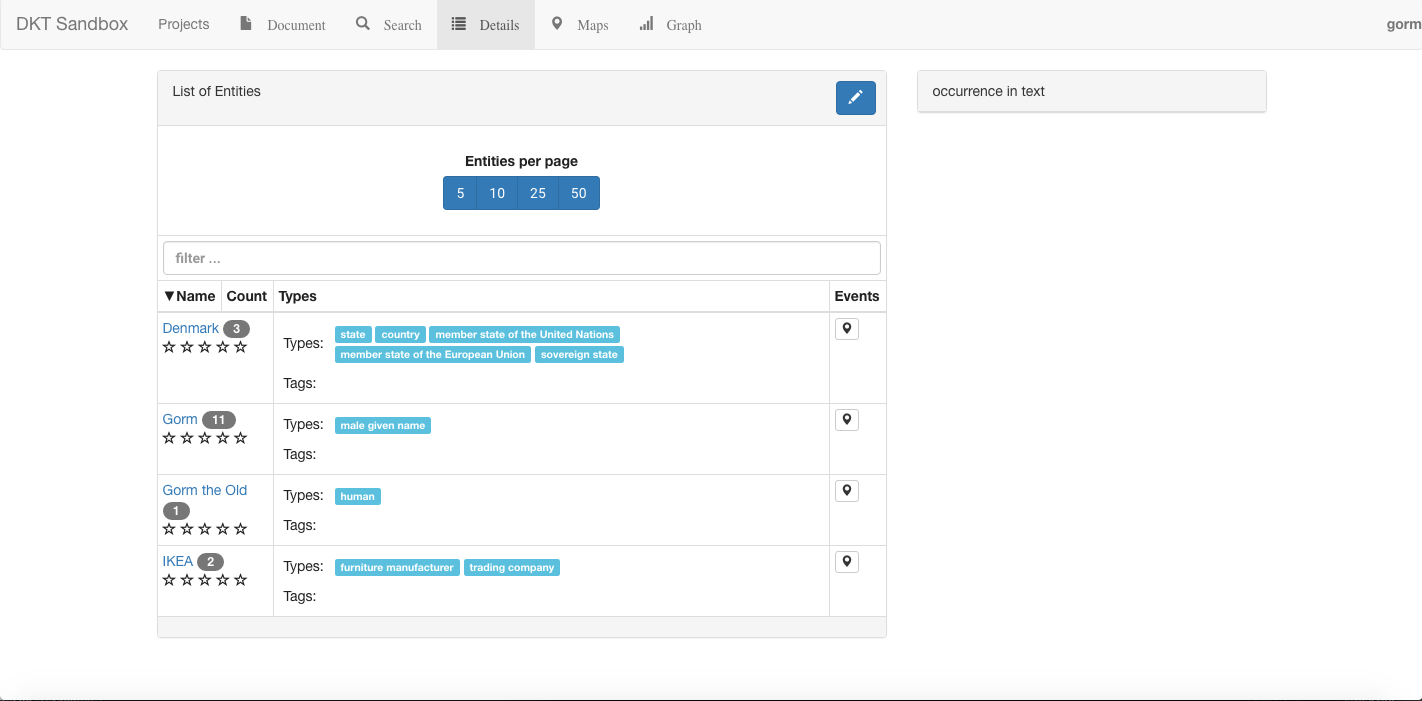 DKT Sandbox Projects Document Search Details Maps Graph gorm
List of Entities
occurrence in text
Entities per page
5 10 25 50
filter ...
▼Name Count Types Events
Denmark 3
Types: state country member state of the United Nations
member state of the European Union sovereign state
Tags:
Gorm 11
Types: male given name
Tags:
Gorm the Old
1
Types: human
Tags:
IKEA 2
Types: furniture manufacturer trading company
Tags: